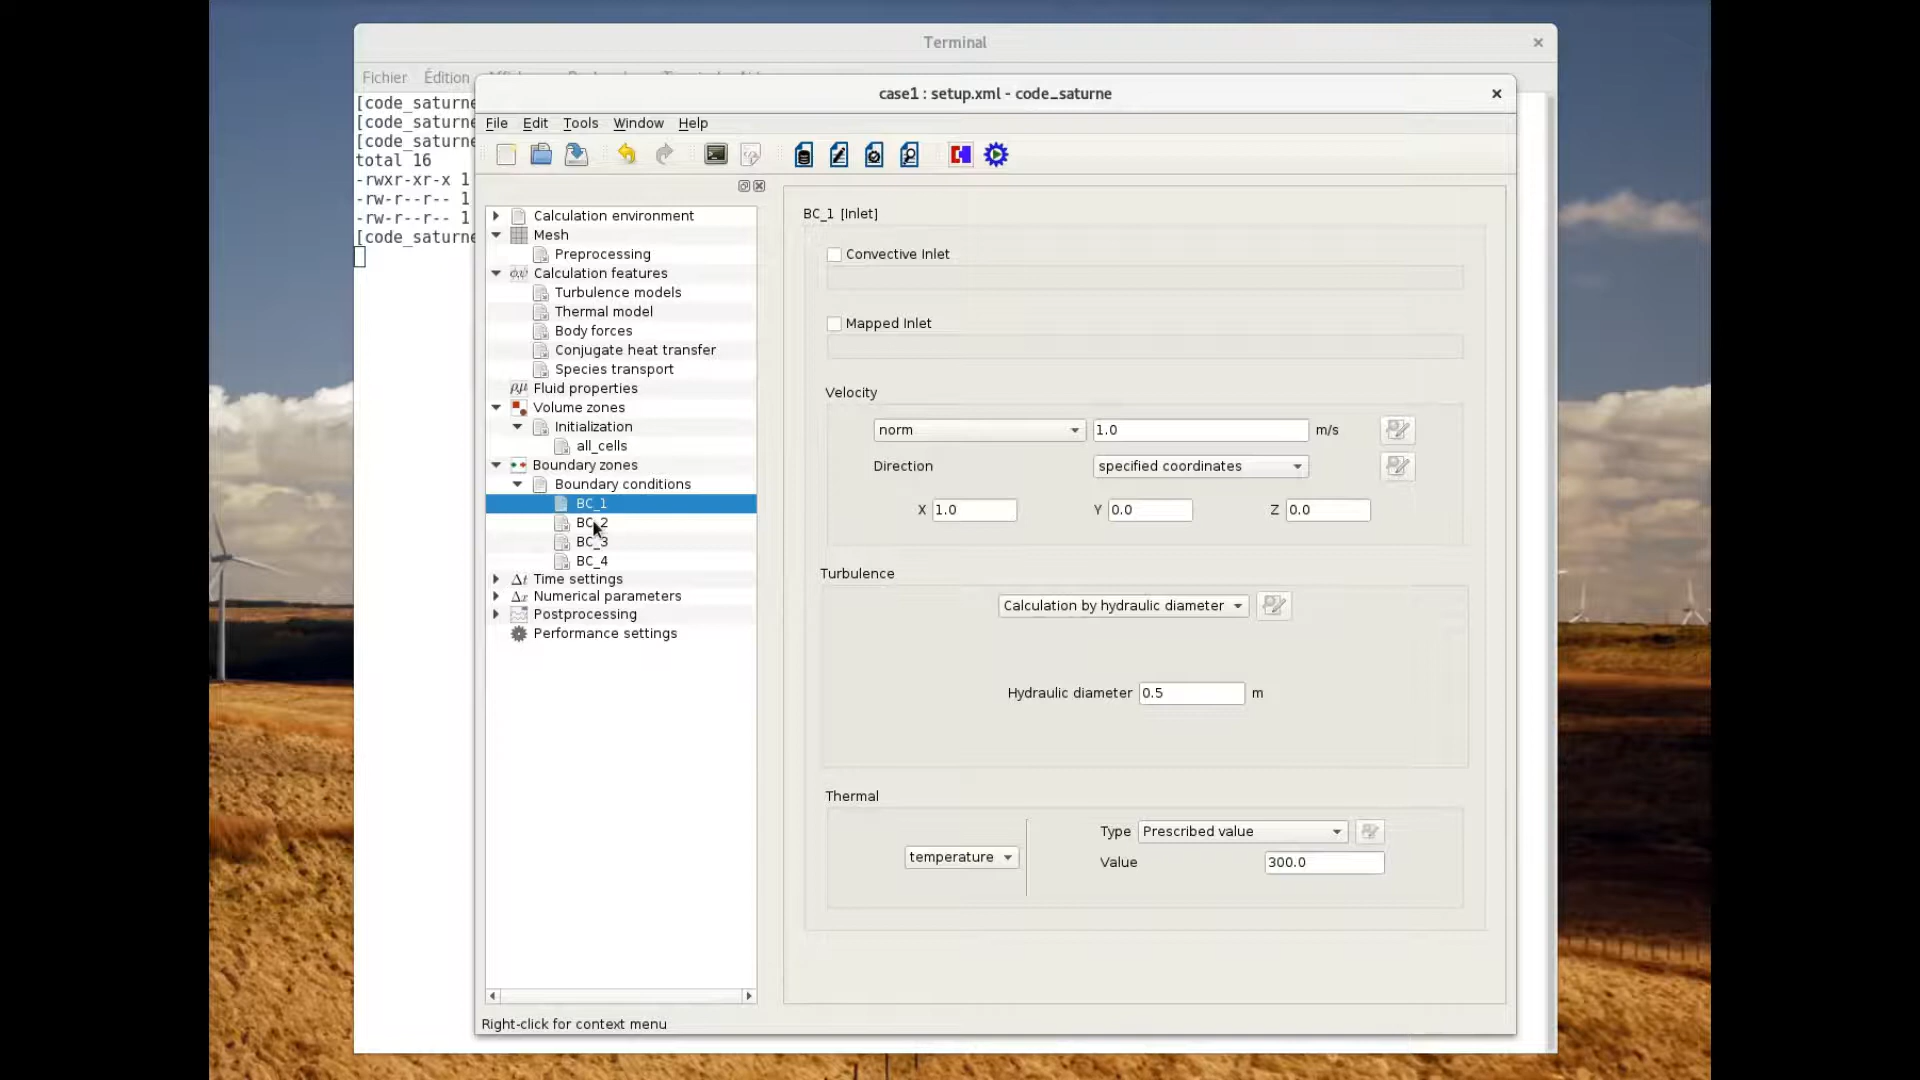 Terminal
Fichier Édition
[code_saturne
[code_saturne
[code_saturne
total 16
-rwxr-xr-x 1
-rw-r--r-- 1
-rw-r--r-- 1
[code_saturne
case1 : setup.xml - code_saturne
File Edit Tools Window Help
Calculation environment
Mesh
Preprocessing
Calculation features
Turbulence models
Thermal model
Body forces
Conjugate heat transfer
Species transport
Fluid properties
Volume zones
Initialization
all_cells
Boundary zones
Boundary conditions
BC_1
BC_2
BC_3
BC_4
Δt Time settings
Δx Numerical parameters
Postprocessing
Performance settings
BC_1 [Inlet]
Convective Inlet
Mapped Inlet
Velocity
norm 1.0 m/s
Direction specified coordinates
X 1.0 Y 0.0 Z 0.0
Turbulence
Calculation by hydraulic diameter
Hydraulic diameter 0.5 m
Thermal
temperature
Type Prescribed value
Value 300.0
Right-click for context menu